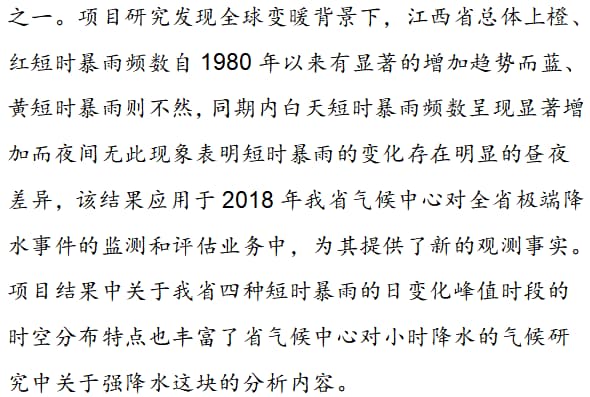 之一。项目研究发现全球变暖背景下，江西省总体上橙、
红短时暴雨频数自 1980 年以来有显著的增加趋势而蓝、
黄短时暴雨则不然，同期内白天短时暴雨频数呈现显著增
加而夜间无此现象表明短时暴雨的变化存在明显的昼夜
差异，该结果应用于 2018 年我省气候中心对全省极端降
水事件的监测和评估业务中，为其提供了新的观测事实。
项目结果中关于我省四种短时暴雨的日变化峰值时段的
时空分布特点也丰富了省气候中心对小时降水的气候研
究中关于强降水这块的分析内容。